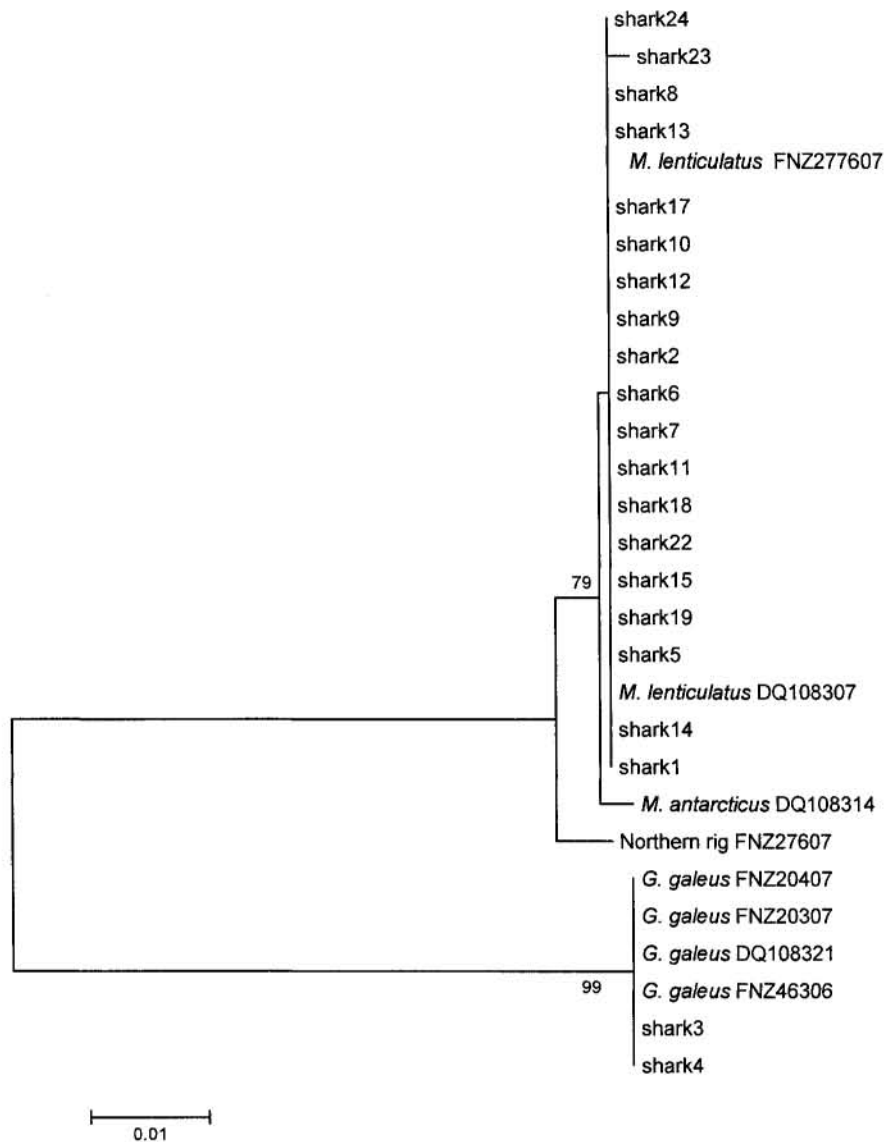 shark24
shark23
shark8
shark13
M. lenticulatus FNZ277607
shark17
shark10
shark12
shark9
shark2
shark6
shark7
shark11
shark18
shark22
79
shark15
shark19
shark5
M. lenticulatus DQ108307
shark14
shark1
M. antarcticus DQ108314
Northern rig FNZ27607
G. galeus FNZ20407
G. galeus FNZ20307
G. galeus DQ108321
G. galeus FNZ46306
99
shark3
shark4
0.01